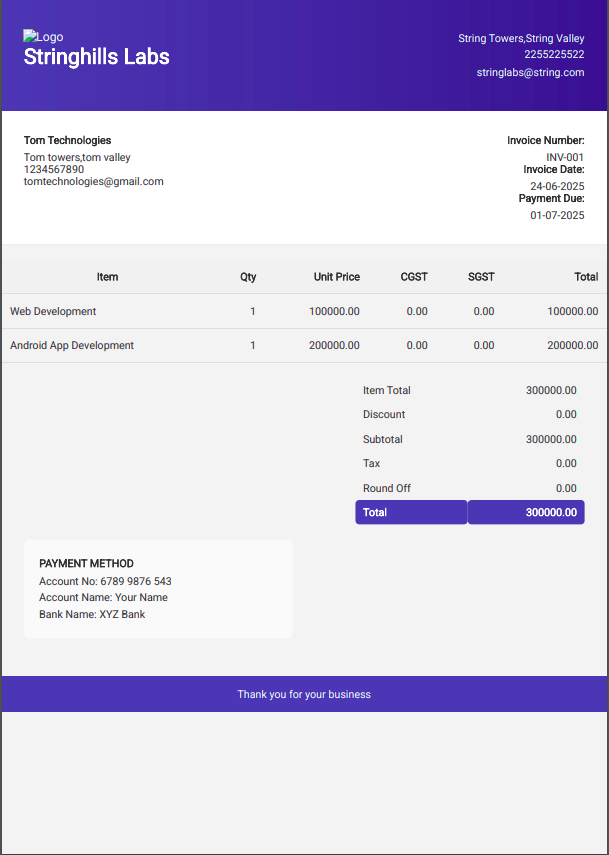 Logo
Stringhills Labs
String Towers,String Valley
2255225522
stringlabs@string.com
Tom Technologies
Tom towers,tom valley
1234567890
tomtechnologies@gmail.com
Invoice Number:
INV-001
Invoice Date:
24-06-2025
Payment Due:
01-07-2025
Item Qty Unit Price CGST SGST Total
Web Development 1 100000.00 0.00 0.00 100000.00
Android App Development 1 200000.00 0.00 0.00 200000.00
Item Total 300000.00
Discount 0.00
Subtotal 300000.00
Tax 0.00
Round Off 0.00
Total 300000.00
PAYMENT METHOD
Account No: 6789 9876 543
Account Name: Your Name
Bank Name: XYZ Bank
Thank you for your business